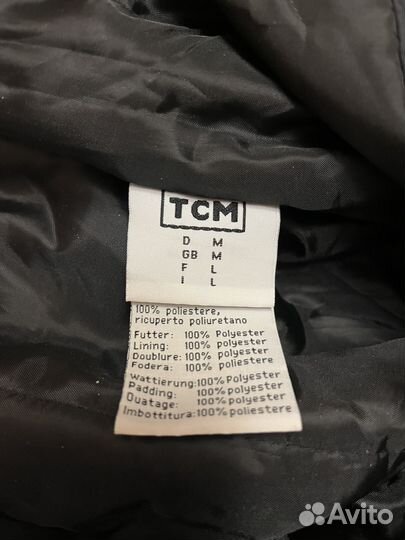 TCM
D M
GB M
F L
I L
100% poliestere,
ricuperto poliuretano
Futter: 100% Polyester
Lining: 100% Polyester
Doublure: 100% Polyester
Fodera: 100% poliestere
Wattierung: 100% Polyester
Padding: 100% Polyester
Ouatage: 100% Polyester
Imbottitura: 100% poliestere
Avito